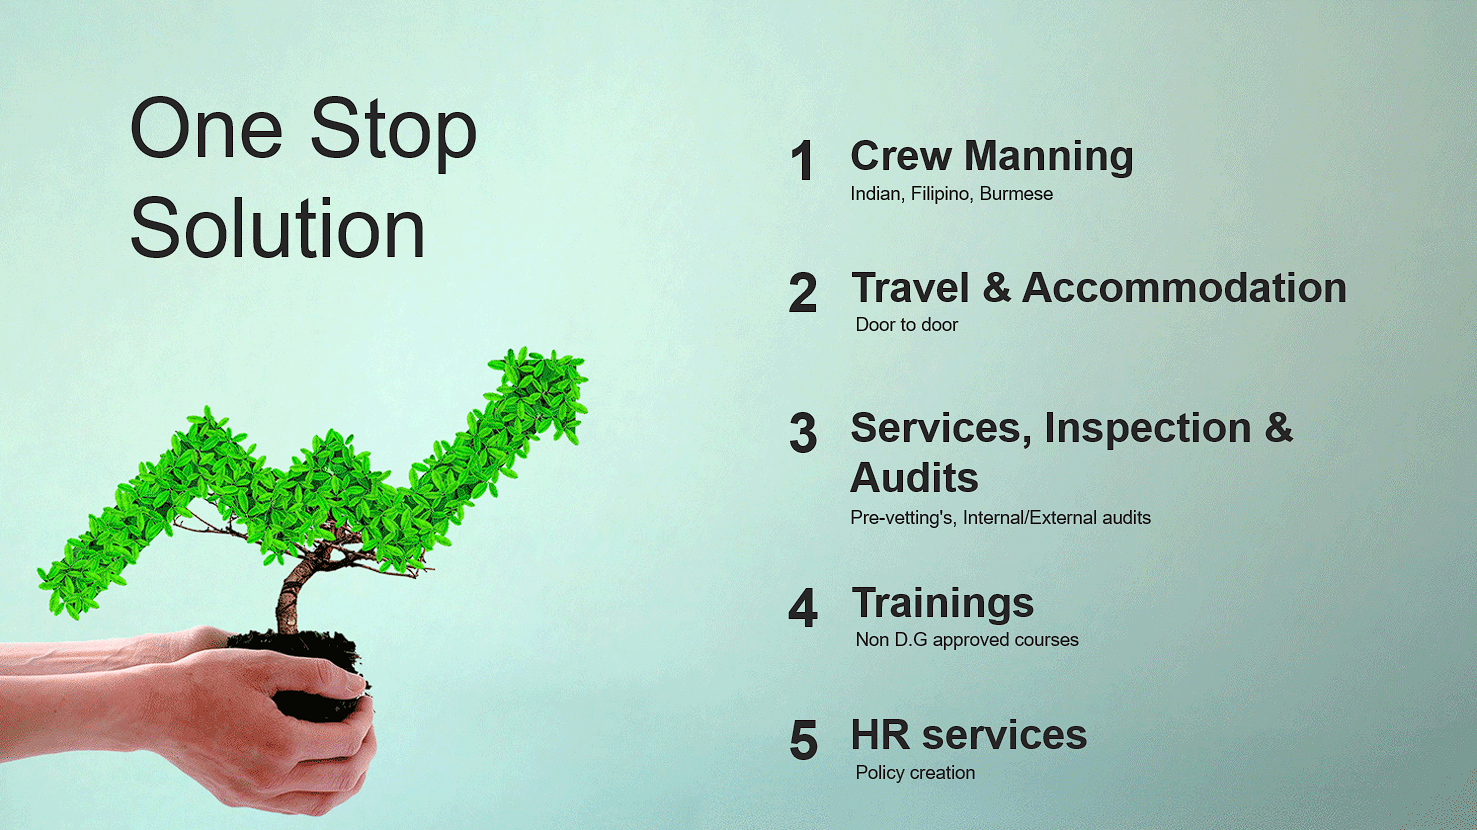 One Stop
Solution
1 Crew Manning
Indian, Filipino, Burmese
2 Travel & Accommodation
Door to door
3 Services, Inspection &
Audits
Pre-vetting's, Internal/External audits
4 Trainings
Non D.G approved courses
5 HR services
Policy creation